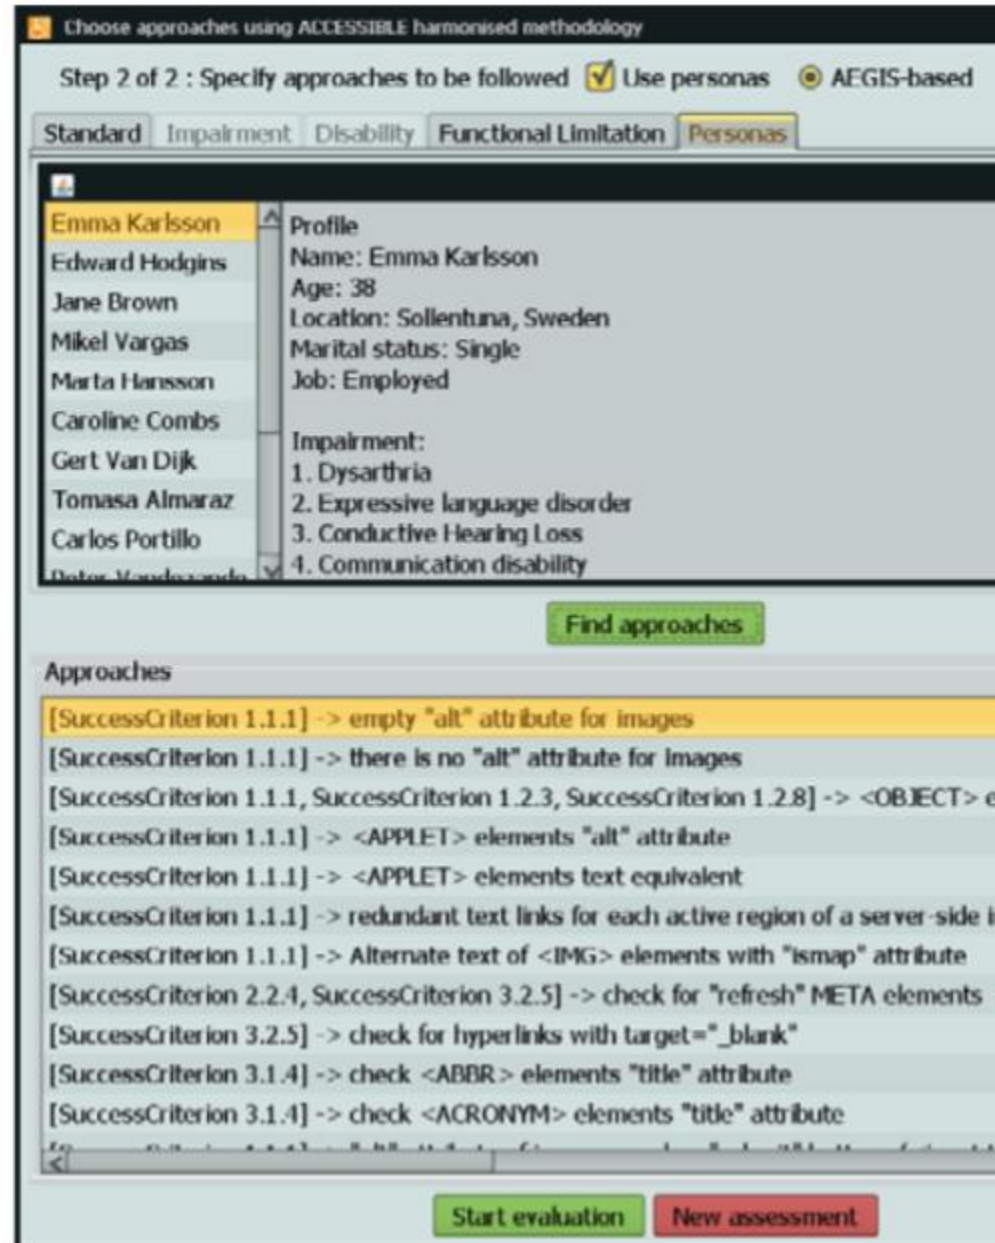 Choose approaches using ACCESSIBLE harmonised methodology
Step 2 of 2 : Specify approaches to be followed Use personas AEGIS-based
Standard Impairment Disability Functional Limitation Personas
Emma Karlsson
Edward Hodgins
Jane Brown
Mikel Vargas
Marta Hansson
Caroline Combs
Gert Van Dijk
Tomasa Almaraz
Carlos Portillo
Profile
Name: Emma Karlsson
Age: 38
Location: Sollentuna, Sweden
Marital status: Single
Job: Employed
Impairment:
1. Dysarthria
2. Expressive language disorder
3. Conductive Hearing Loss
4. Communication disability
Find approaches
Approaches
[SuccessCriterion 1.1.1] -> empty "alt" attribute for images
[SuccessCriterion 1.1.1] -> there is no "alt" attribute for images
[SuccessCriterion 1.1.1, SuccessCriterion 1.2.3, SuccessCriterion 1.2.8] -> <OBJECT> e
[SuccessCriterion 1.1.1] -> <APPLET> elements "alt" attribute
[SuccessCriterion 1.1.1] -> <APPLET> elements text equivalent
[SuccessCriterion 1.1.1] -> redundant text links for each active region of a server-side
[SuccessCriterion 1.1.1] -> Alternate text of <IMG> elements with "ismap" attribute
[SuccessCriterion 2.2.4, SuccessCriterion 3.2.5] -> check for "refresh" META elements
[SuccessCriterion 3.2.5] -> check for hyperlinks with target="_blank"
[SuccessCriterion 3.1.4] -> check <ABBR> elements "title" attribute
[SuccessCriterion 3.1.4] -> check <ACRONYM> elements "title" attribute
Start evaluation New assessment